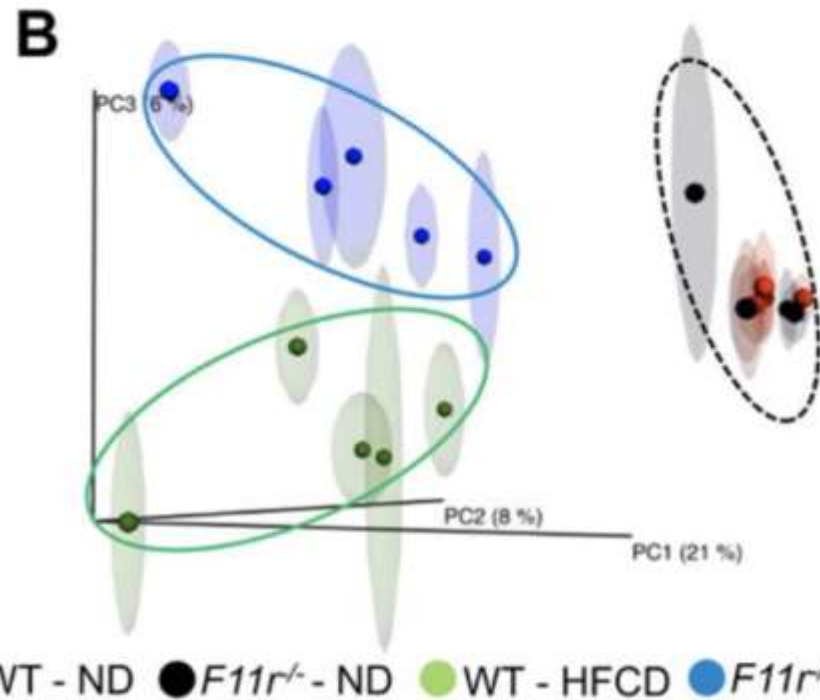 B
PC3 (6 %)
PC2 (8 %)
PC1 (21 %)
WT - ND F11r-/- - ND WT - HFCD F11r-/